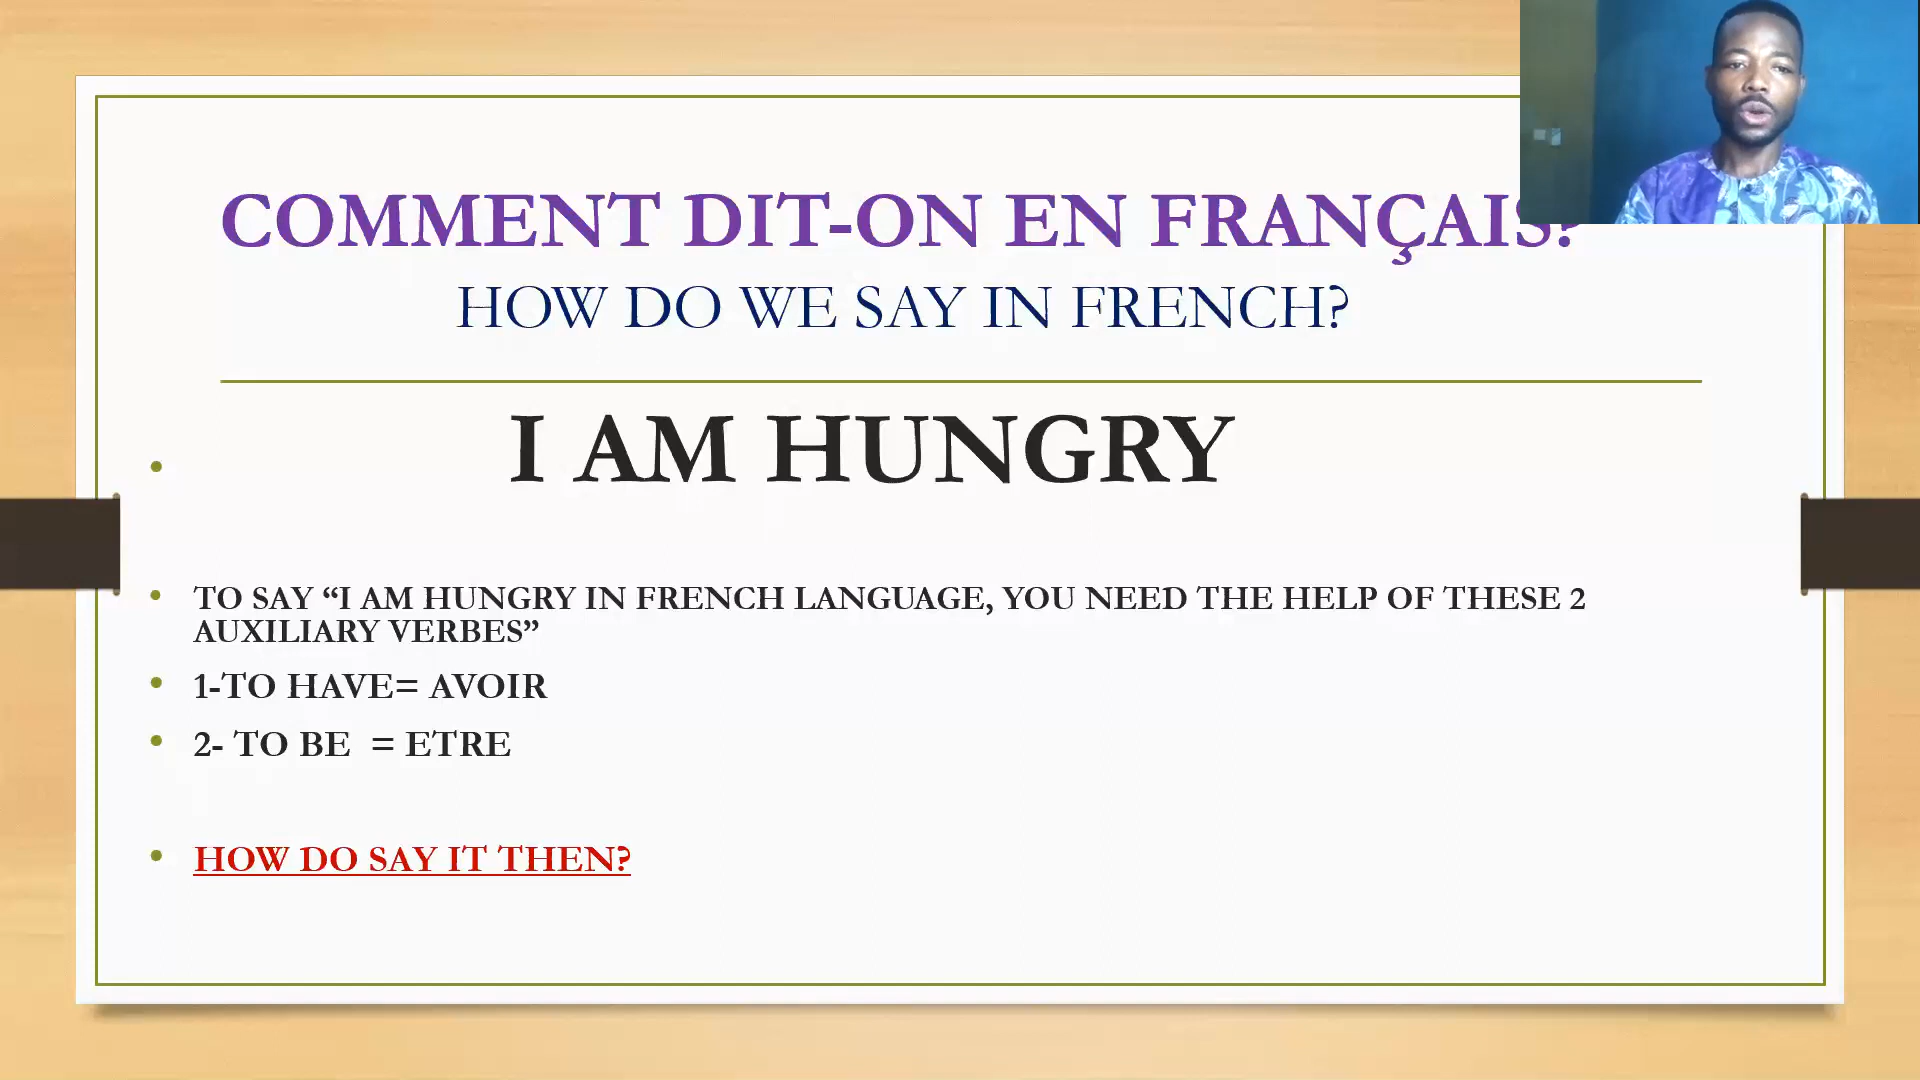 COMMENT DIT-ON EN FRANÇAIS?
HOW DO WE SAY IN FRENCH?
I AM HUNGRY
TO SAY “I AM HUNGRY IN FRENCH LANGUAGE, YOU NEED THE HELP OF THESE 2
AUXILIARY VERBES”
1-TO HAVE= AVOIR
2- TO BE = ETRE
HOW DO SAY IT THEN?